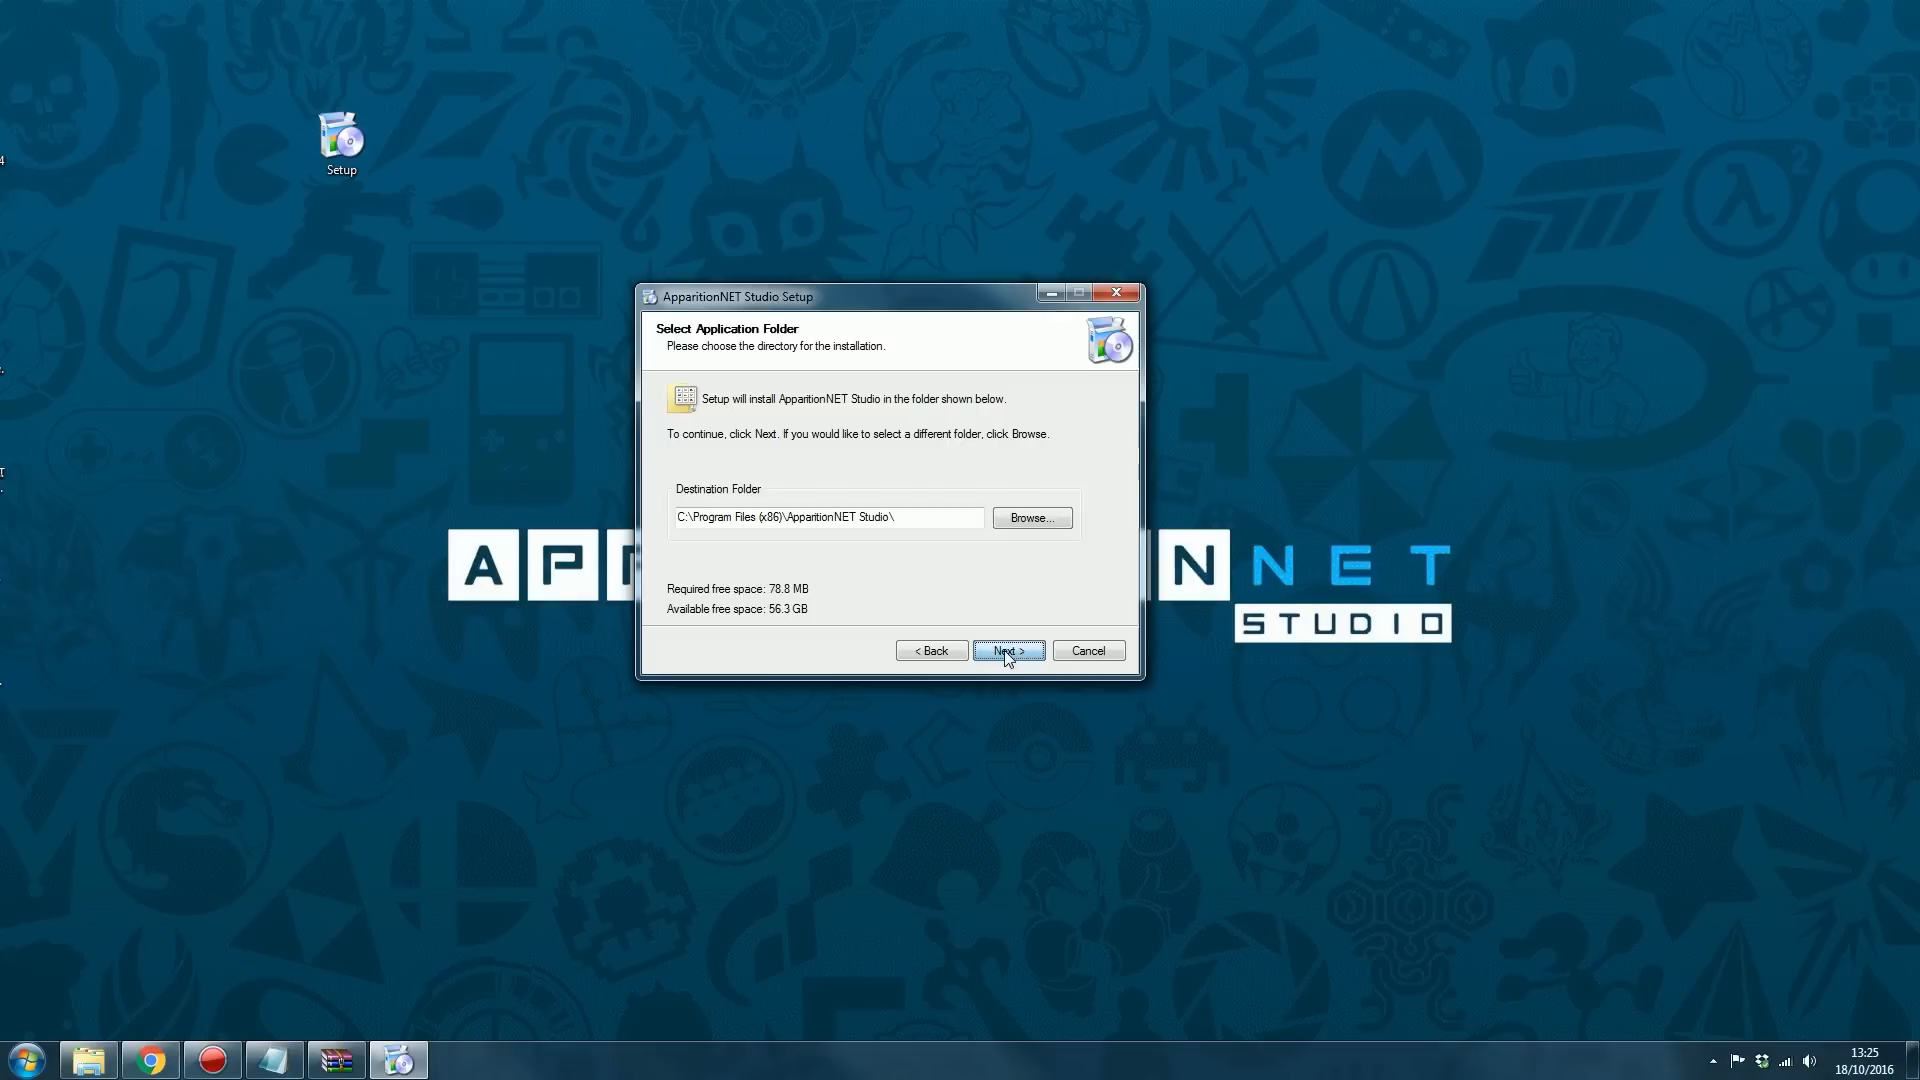 Setup
ApparitionNET Studio Setup
Select Application Folder
Please choose the directory for the installation.
Setup will install ApparitionNET Studio in the folder shown below.
To continue, click Next. If you would like to select a different folder, click Browse.
Destination Folder
C:\Program Files (x86)\ApparitionNET Studio\
Browse...
AP
N NET
STUDIO
Required free space: 78.8 MB
Available free space: 56.3 GB
< Back
Next >
Cancel
13:25
18/10/2016